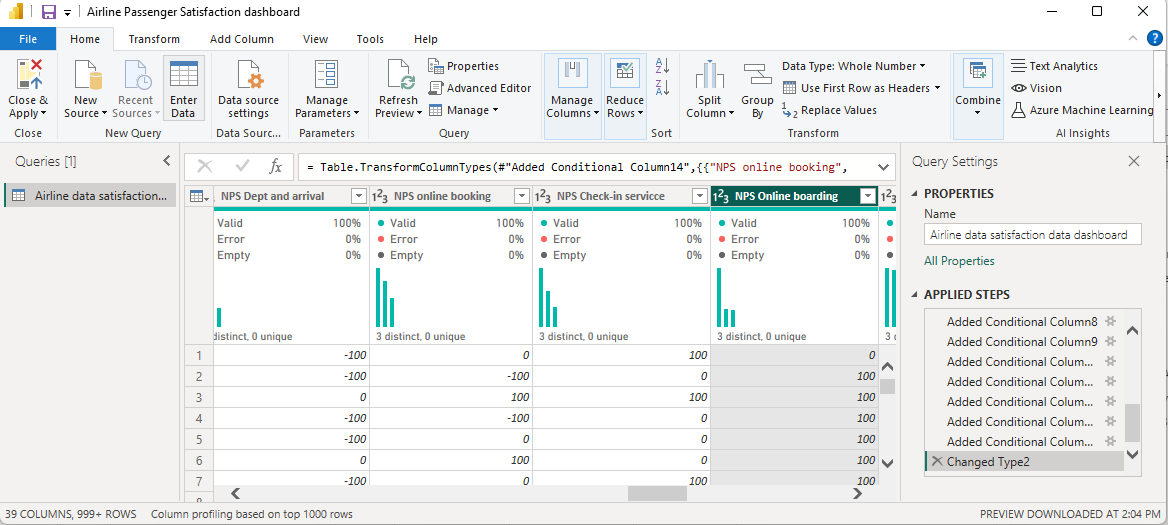 Airline Passenger Satisfaction dashboard
File Home Transform Add Column View Tools Help
Close & Apply
New Source
Recent Sources
Enter Data
Data source settings
Manage Parameters
Refresh Preview
Properties
Advanced Editor
Manage
Manage Columns
Reduce Rows
Split Column
Group By
Data Type: Whole Number
Use First Row as Headers
Replace Values
Combine
Text Analytics
Vision
Azure Machine Learning
Close New Query Data Sourc... Parameters Query Sort Transform AI Insights
Queries [1]
Airline data satisfaction...
fx = Table.TransformColumnTypes(#"Added Conditional Column14",{{"NPS online booking",
NPS Dept and arrival 123 NPS online booking 123 NPS Check-in servicce 123 NPS Online boarding 123
Valid 100% Valid 100% Valid 100% Valid 100%
Error 0% Error 0% Error 0% Error 0%
Empty 0% Empty 0% Empty 0% Empty 0%
distinct, 0 unique 3 distinct, 0 unique 3 distinct, 0 unique 3 distinct, 0 unique 3
1 -100 0 100 0
2 -100 -100 0 100
3 0 100 100 100
4 -100 -100 0 100
5 -100 0 0 100
6 0 100 0 100
7 -100 0 100 100
8
Query Settings
PROPERTIES
Name
Airline data satisfaction data dashboard
All Properties
APPLIED STEPS
Added Conditional Column8
Added Conditional Column9
Added Conditional Colum...
Added Conditional Colum...
Added Conditional Colum...
Added Conditional Colum...
Added Conditional Colum...
Changed Type2
39 COLUMNS, 999+ ROWS Column profiling based on top 1000 rows PREVIEW DOWNLOADED AT 2:04 PM